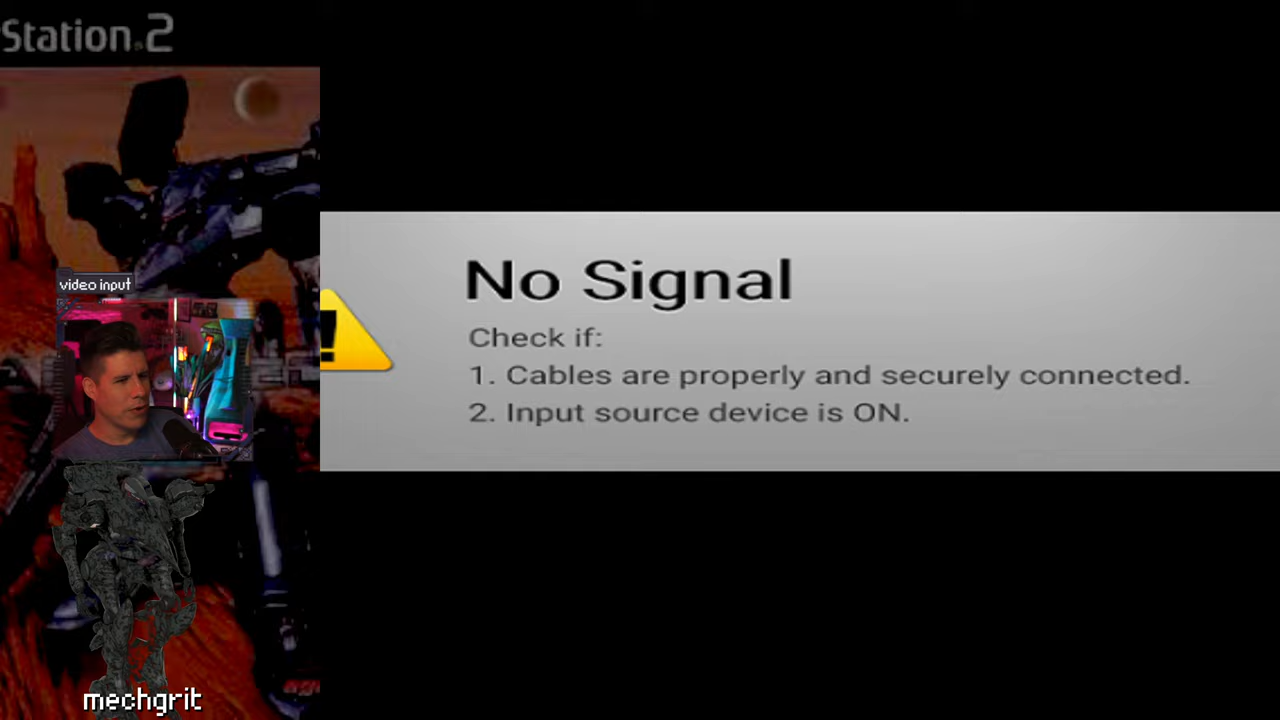 Station.2
video input
No Signal
!
Check if:
1. Cables are properly and securely connected.
2. Input source device is ON.
mechgrit